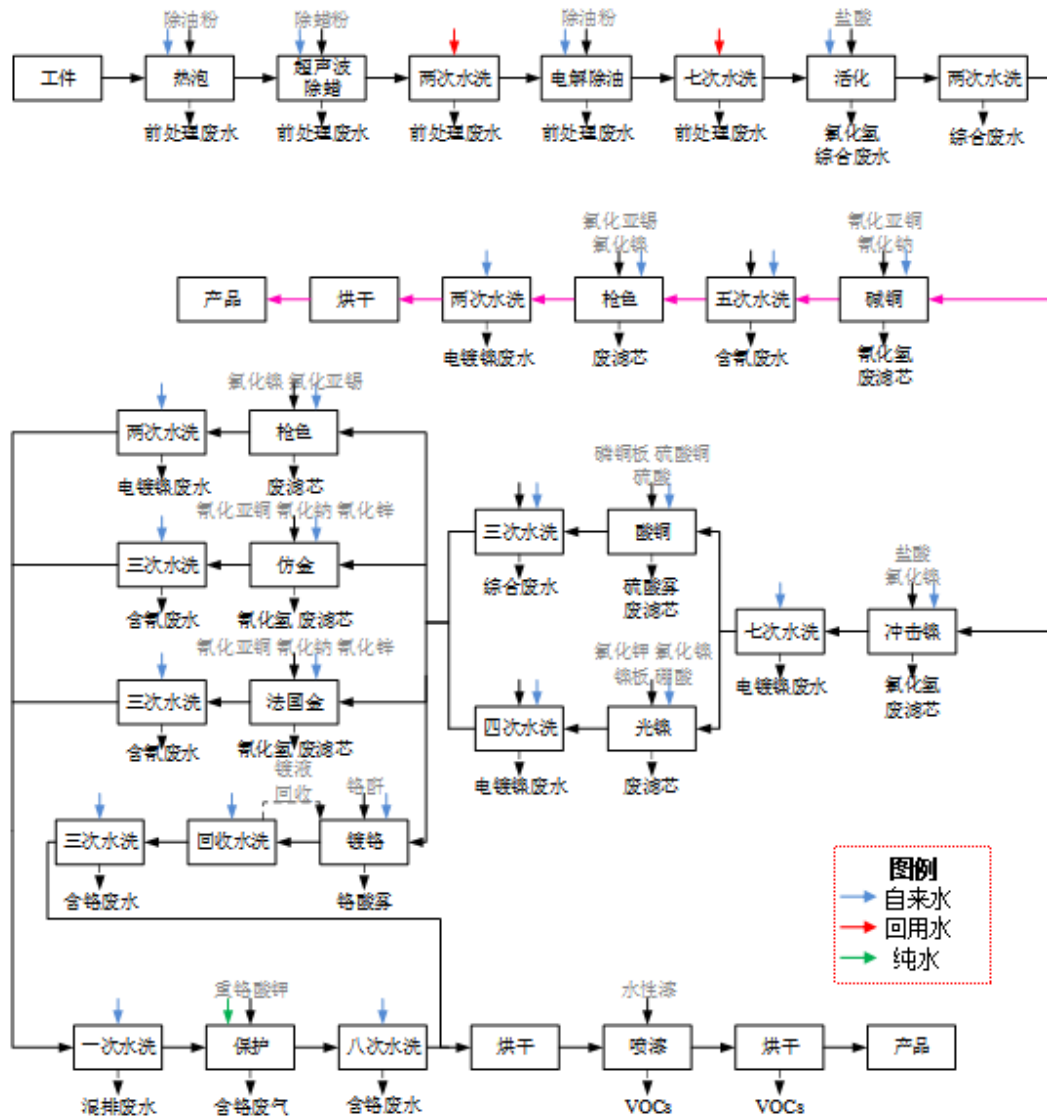 除油粉
除蜡粉
除油粉
盐酸
工件
热泡
超声波
除蜡
两次水洗
电解除油
七次水洗
活化
两次水洗
前处理废水
前处理废水
前处理废水
前处理废水
前处理废水
氯化氢
综合废水
综合废水
氯化亚锡
氯化镍
氰化亚铜
氰化钠
产品
烘干
两次水洗
枪色
五次水洗
碱铜
电镀镍废水
废滤芯
含氰废水
氰化氢
废滤芯
氯化镍 氯化亚锡
两次水洗
枪色
电镀镍废水
废滤芯
磷铜板 硫酸铜
硫酸
三次水洗
酸铜
综合废水
硫酸雾
废滤芯
氰化亚铜 氰化钠 氰化锌
三次水洗
仿金
含氰废水
氰化氢 废滤芯
盐酸
氯化镍
七次水洗
冲击镍
电镀镍废水
氯化氢
废滤芯
氰化亚铜 氰化钠 氰化锌
三次水洗
法国金
含氰废水
氰化氢 废滤芯
氯化钾 氯化镍
镍板 硼酸
四次水洗
光镍
电镀镍废水
废滤芯
镀液
回收
铬酐
三次水洗
回收水洗
镀铬
含铬废水
铬酸雾
图例
自来水
回用水
纯水
重铬酸钾
水性漆
一次水洗
保护
八次水洗
烘干
喷漆
烘干
产品
混排废水
含铬废气
含铬废水
VOCs
VOCs